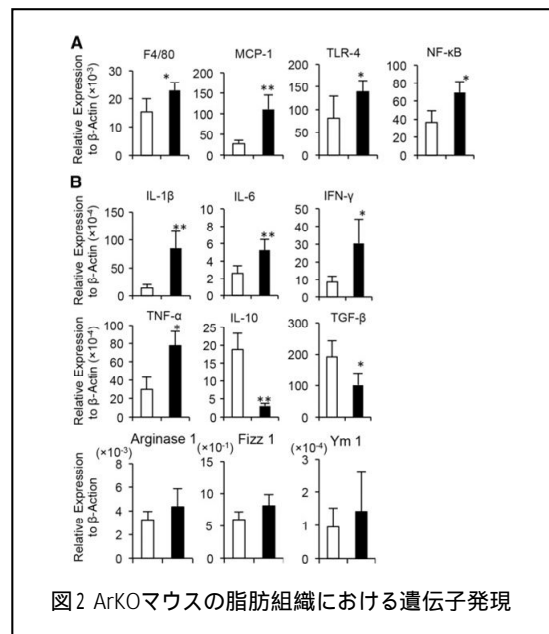 A
F4/80 MCP-1 TLR-4 NF-κB
Relative Expression
to β-Actin (×10⁻³)
30 20 10 0
200 150 100 50 0
200 150 100 50 0
100 80 60 40 20 0
* ** * *
B
IL-1β IL-6 IFN-γ
Relative Expression
to β-Actin (×10⁻⁴)
150 100 50 0
10 8 6 4 2 0
50 40 30 20 10 0
** ** *
TNF-α IL-10 TGF-β
Relative Expression
to β-Actin (×10⁻⁴)
100 80 60 40 20 0
25 20 15 10 5 0
300 200 100 0
* ** *
Arginase 1 Fizz 1 Ym 1
(×10⁻³) (×10⁻¹) (×10⁻⁴)
Relative Expression
to β-Action
8 6 4 2 0
15 10 5 0
3 2 1 0
図2 ArKOマウスの脂肪組織における遺伝子発現